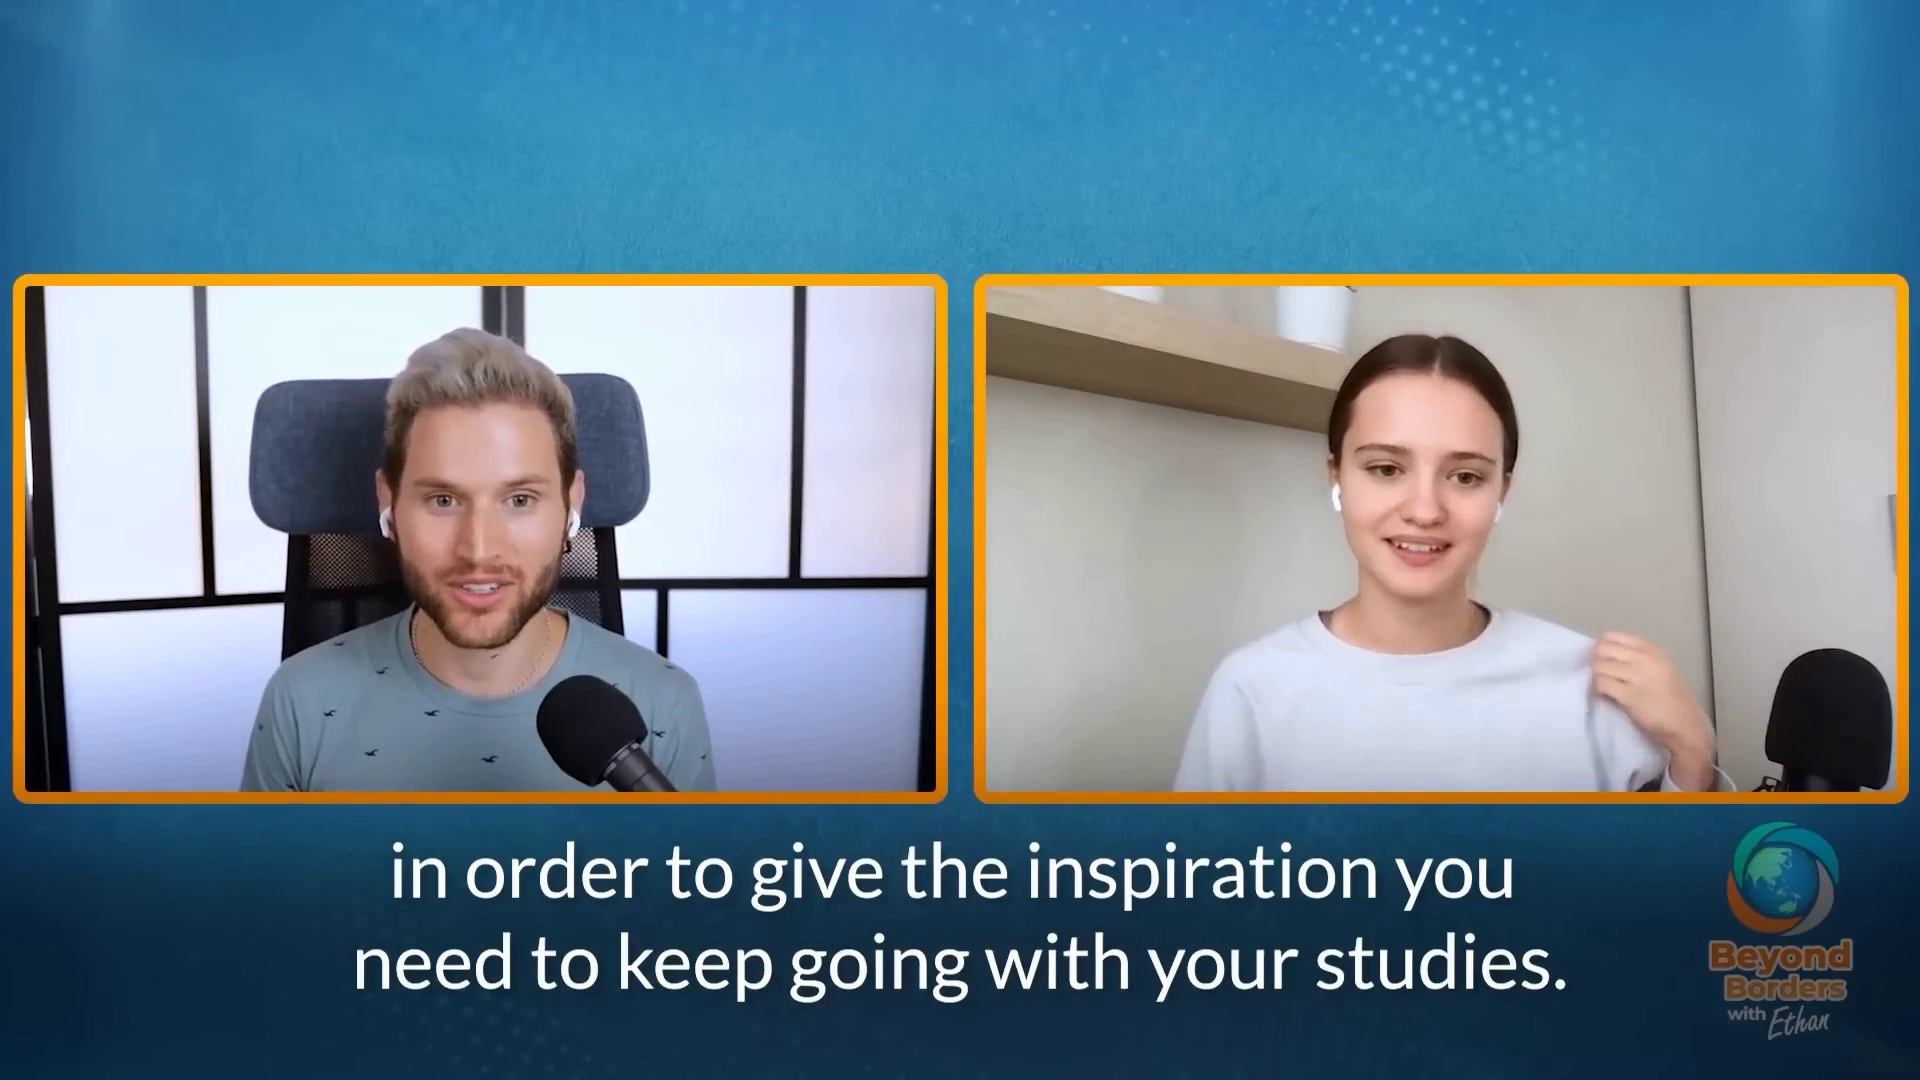 in order to give the inspiration you
need to keep going with your studies.
Beyond
Borders
with Ethan